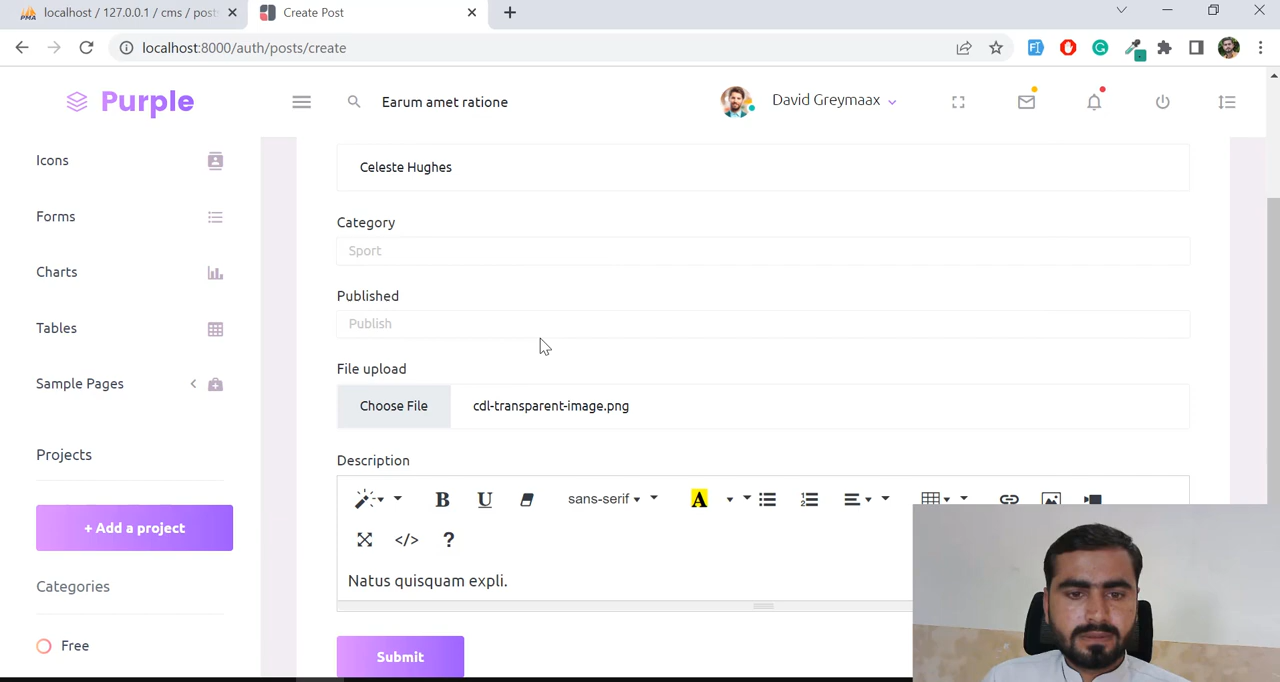 localhost / 127.0.0.1 / cms / post
Create Post
localhost:8000/auth/posts/create
Purple
Earum amet ratione
David Greymaax
Icons
Forms
Charts
Tables
Sample Pages
Projects
+ Add a project
Categories
Free
Celeste Hughes
Category
Sport
Published
Publish
File upload
Choose File
cdl-transparent-image.png
Description
B
U
sans-serif
A
</>
?
Natus quisquam expli.
Submit